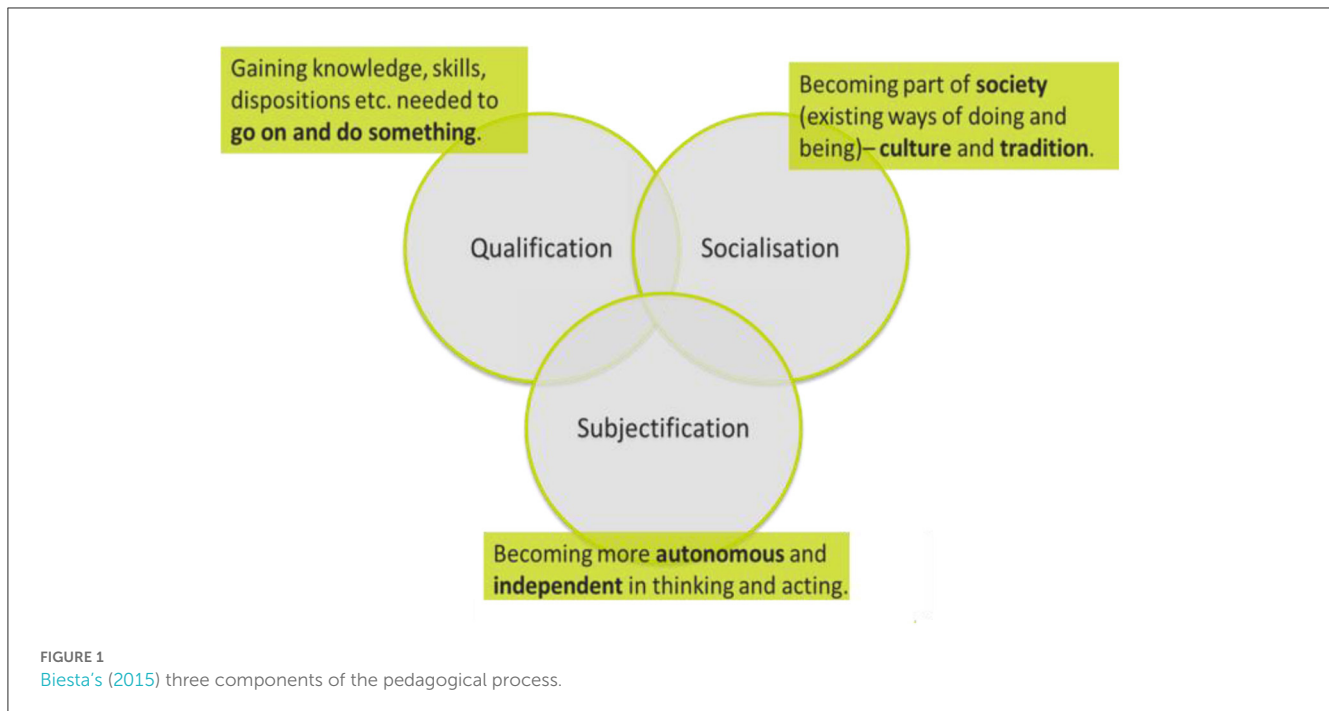 Gaining knowledge, skills,
dispositions etc. needed to
go on and do something.
Becoming part of society
(existing ways of doing and
being)– culture and tradition.
Qualification
Socialisation
Subjectification
Becoming more autonomous and
independent in thinking and acting.
FIGURE 1
Biesta's (2015) three components of the pedagogical process.